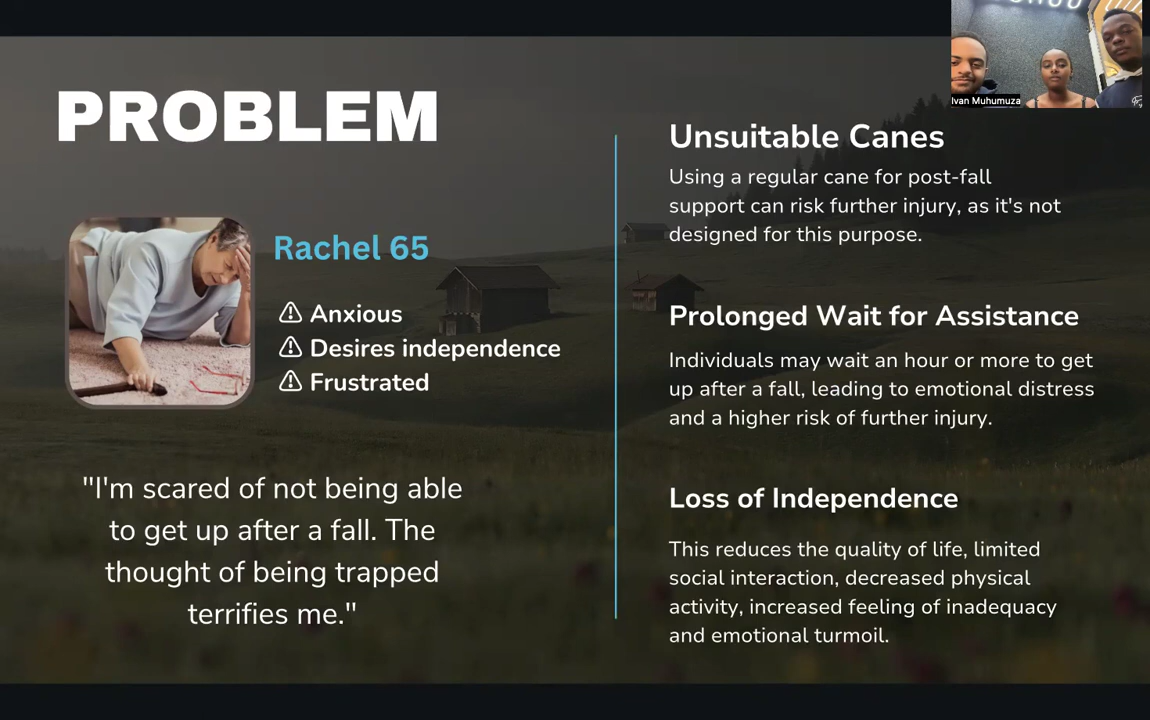 PROBLEM
Rachel 65
Anxious
Desires independence
Frustrated
"I'm scared of not being able
to get up after a fall. The
thought of being trapped
terrifies me."
Unsuitable Canes
Using a regular cane for post-fall
support can risk further injury, as it's not
designed for this purpose.
Prolonged Wait for Assistance
Individuals may wait an hour or more to get
up after a fall, leading to emotional distress
and a higher risk of further injury.
Loss of Independence
This reduces the quality of life, limited
social interaction, decreased physical
activity, increased feeling of inadequacy
and emotional turmoil.
Ivan Muhumuza